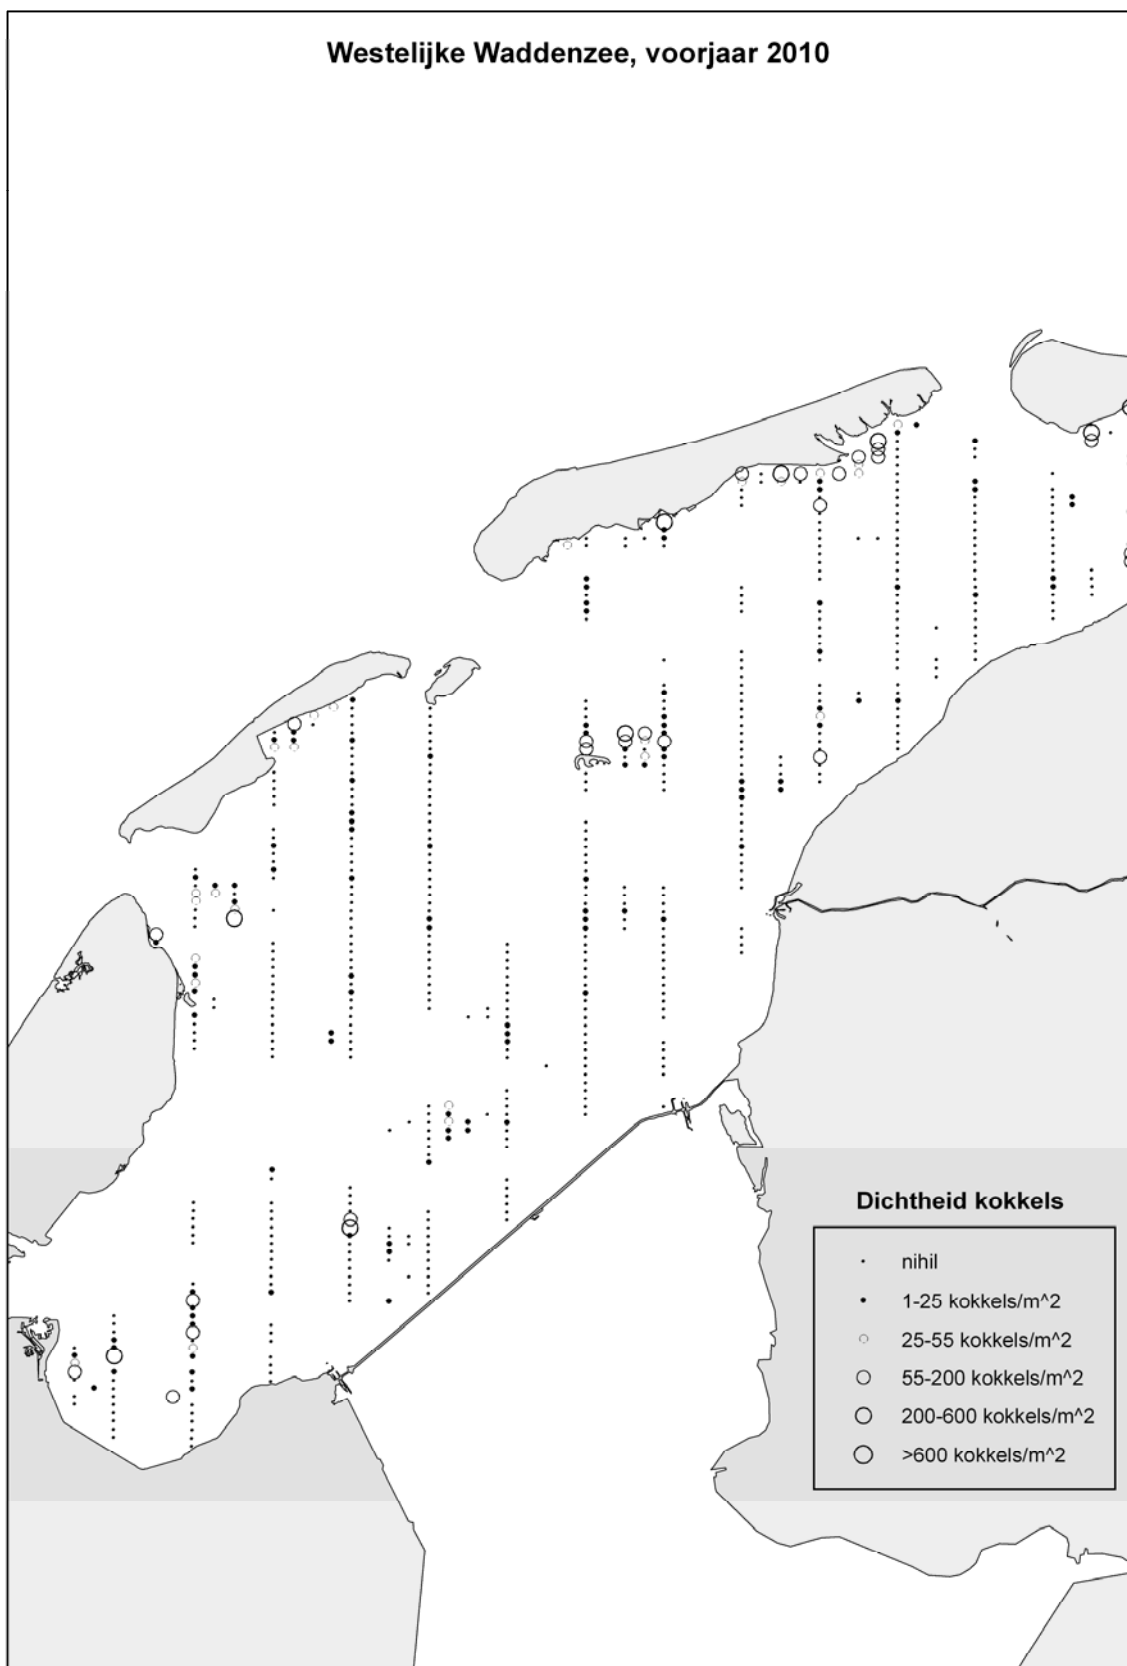 Westelijke Waddenzee, voorjaar 2010
Dichtheid kokkels
nihil
1-25 kokkels/m^2
25-55 kokkels/m^2
55-200 kokkels/m^2
200-600 kokkels/m^2
>600 kokkels/m^2